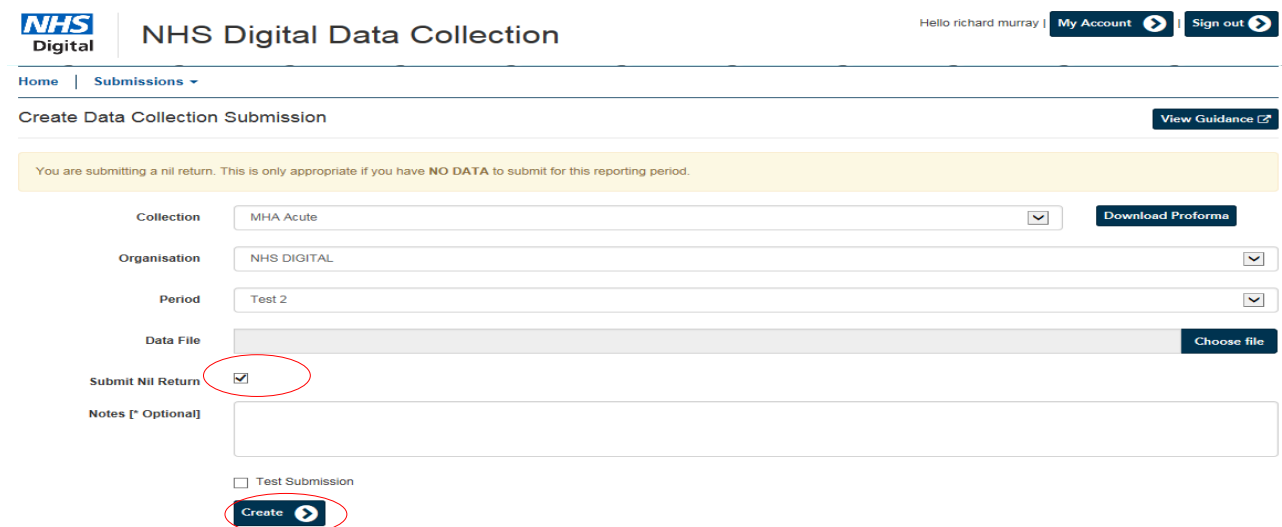 NHS
Digital
NHS Digital Data Collection
Hello richard murray | My Account | Sign out
Home | Submissions
Create Data Collection Submission
View Guidance
You are submitting a nil return. This is only appropriate if you have NO DATA to submit for this reporting period.
Collection MHA Acute Download Proforma
Organisation NHS DIGITAL
Period Test 2
Data File Choose file
Submit Nil Return
Notes [* Optional]
Test Submission
Create